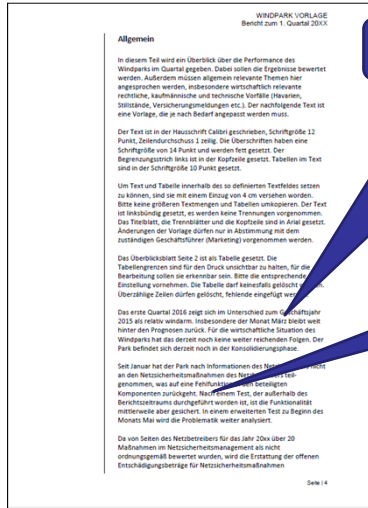 WINDPARK VORLAGE
Bericht zum 1. Quartal 20XX
Allgemein
In diesem Teil wird ein Überblick über die Performance des
Windparks im Quartal gegeben. Dabei sollen die Ergebnisse bewertet
werden. Außerdem müssen allgemein relevante Themen hier
angesprochen werden, insbesondere wirtschaftlich relevante
rechtliche, kaufmännische und technische Vorfälle (Havarien,
Stillstände, Versicherungsmeldungen etc.). Der nachfolgende Text ist
eine Vorlage, die je nach Bedarf angepasst werden muss.
Der Text ist in der Hausschrift Calibri geschrieben, Schriftgröße 12
Punkt, Zeilendurchschuss 1 zeilig. Die Überschriften haben eine
Schriftgröße von 14 Punkt und werden fett gesetzt. Der
Begrenzungsstrich links ist in der Kopfzeile gesetzt. Tabellen im Text
sind in der Schriftgröße 10 Punkt gesetzt.
Um Text und Tabelle innerhalb des so definierten Textfeldes setzen
zu können, sind sie mit einem Einzug von 4 cm versehen worden.
Bitte keine größeren Textmengen und Tabellen umkopieren. Der Text
ist linksbündig gesetzt, es werden keine Trennungen vorgenommen.
Das Titelblatt, die Trennblätter und die Kopfzeile sind in Arial gesetzt.
Änderungen der Vorlage dürfen nur in Abstimmung mit dem
zuständigen Geschäftsführer (Marketing) vorgenommen werden.
Das Überblicksblatt Seite 2 ist als Tabelle gesetzt. Die
Tabellengrenzen sind für den Druck unsichtbar zu halten, für die
Bearbeitung sollen sie erkennbar sein. Bitte die entsprechende
Einstellung vornehmen. Die Tabelle darf keinesfalls gelöscht
Überzählige Zeilen dürfen gelöscht, fehlende eingefügt
Das erste Quartal 2016 zeigt sich im Unterschied zum Geschäftsjahr
2015 als relativ windarm. Insbesondere der Monat März bleibt weit
hinter den Prognosen zurück. Für die wirtschaftliche Situation des
Windparks hat das derzeit noch keine weiter reichenden Folgen. Der
Park befindet sich derzeit noch in der Konsolidierungsphase.
Seit Januar hat der Park nach Informationen des nicht
an den Netzsicherheitsmaßnahmen des teil-
genommen, was auf eine den beteiligten
Komponenten zurückgeht. Nach einem Test, der außerhalb des
Berichtszeitraums durchgeführt worden ist, ist die Funktionalität
mittlerweile aber gesichert. In einem erweiterten Test zu Beginn des
Monats Mai wird die Problematik weiter analysiert.
Da von Seiten des Netzbetreibers für das Jahr 20xx über 20
Maßnahmen im Netzsicherheitsmanagement als nicht
ordnungsgemäß bewertet wurden, wird die Erstattung der offenen
Entschädigungsbeträge für Netzsicherheitsmaßnahmen
Seite | 4